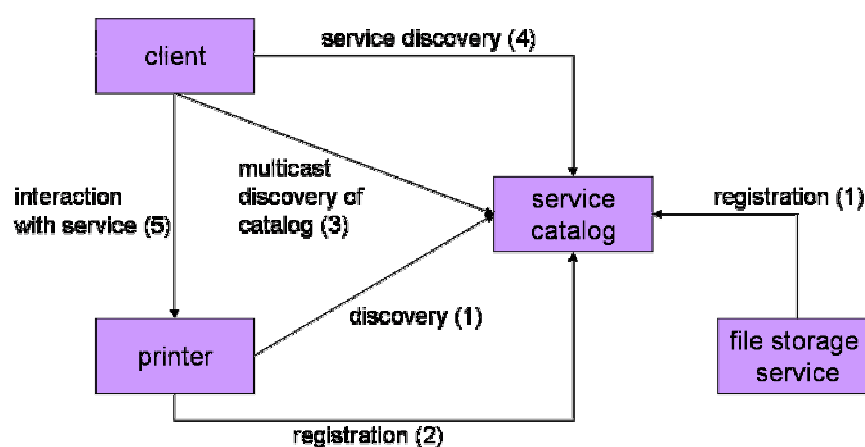 service discovery (4)
client
multicast
discovery of
catalog (3)
interaction
with service (5)
service
catalog
registration (1)
discovery (1)
printer
file storage
service
registration (2)